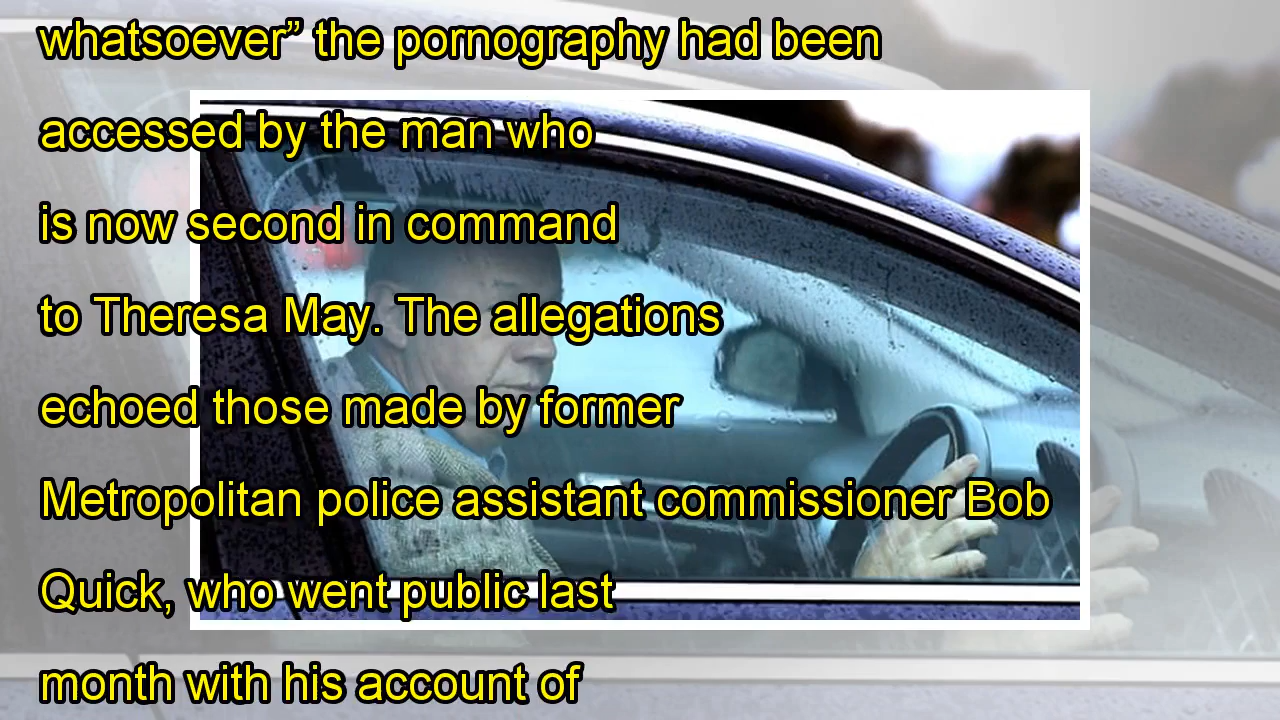 whatsoever” the pornography had been
accessed by the man who
is now second in command
to Theresa May. The allegations
echoed those made by former
Metropolitan police assistant commissioner Bob
Quick, who went public last
month with his account of